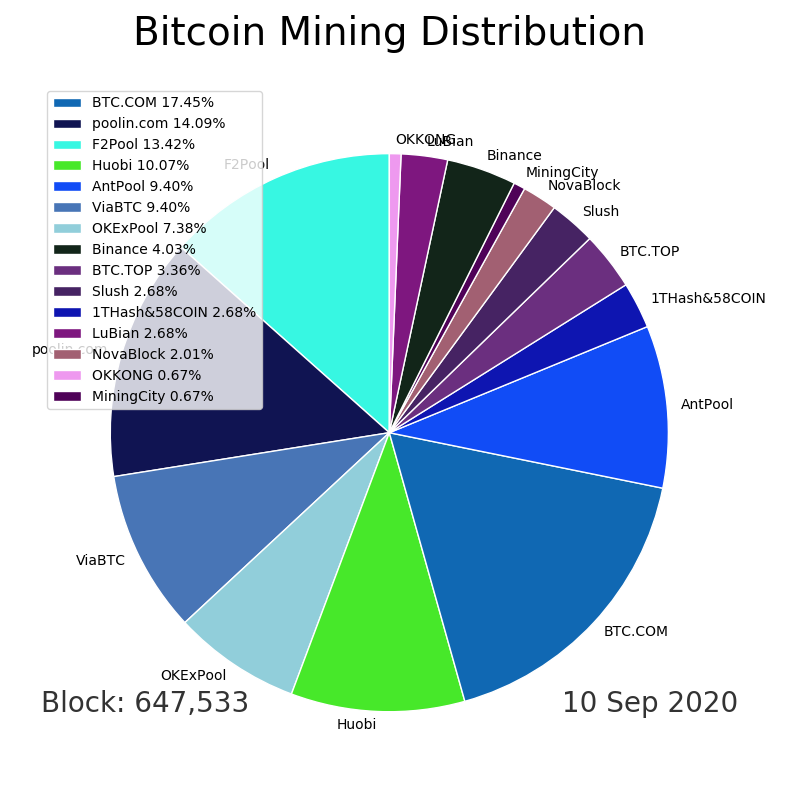 Bitcoin Mining Distribution
BTC.COM 17.45%
poolin.com 14.09%
F2Pool 13.42%
Huobi 10.07%
AntPool 9.40%
ViaBTC 9.40%
OKExPool 7.38%
Binance 4.03%
BTC.TOP 3.36%
Slush 2.68%
1THash&58COIN 2.68%
LuBian 2.68%
NovaBlock 2.01%
OKKONG 0.67%
MiningCity 0.67%
F2Pool
OKKONG
LuBian
Binance
MiningCity
NovaBlock
Slush
BTC.TOP
1THash&58COIN
poolin.com
AntPool
ViaBTC
BTC.COM
OKExPool
Huobi
Block: 647,533
10 Sep 2020